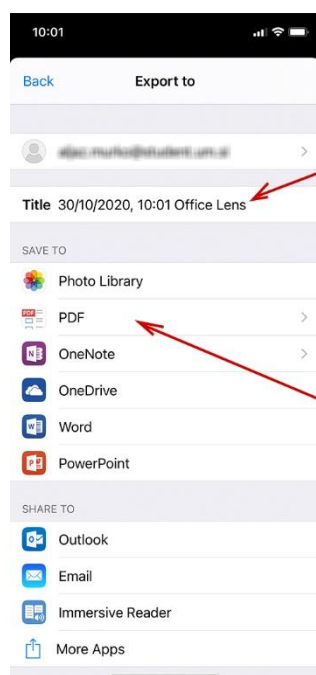 10:01
Back Export to
Title 30/10/2020, 10:01 Office Lens
SAVE TO
Photo Library
PDF
PDF
OneNote
OneDrive
Word
PowerPoint
SHARE TO
Outlook
Email
Immersive Reader
More Apps